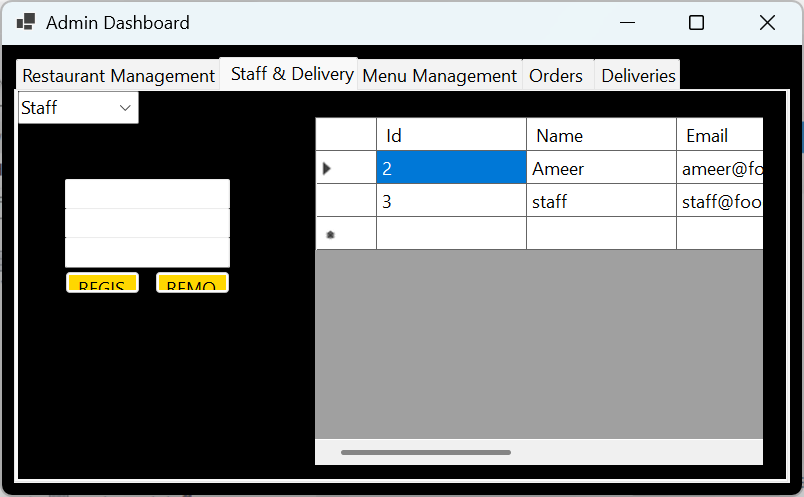 Admin Dashboard
Restaurant Management Staff & Delivery Menu Management Orders Deliveries
Staff
Id Name Email
2 Ameer ameer@fo
3 staff staff@foo
REGIS REMO